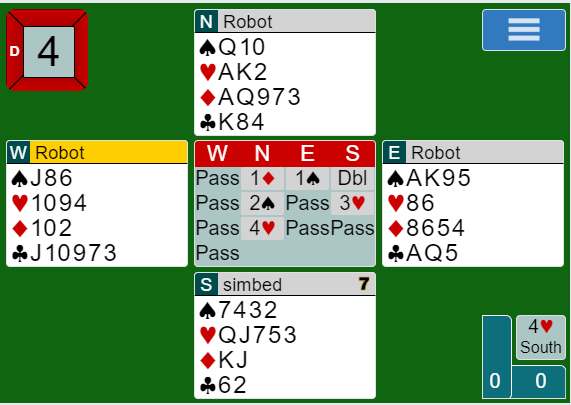 D 4
N Robot
♠Q10
♥AK2
♦AQ973
♣K84
W Robot
♠J86
♥1094
♦102
♣J10973
W N E S
Pass 1♦ 1♠ Dbl
Pass 2♠ Pass 3♥
Pass 4♥ Pass Pass
Pass
E Robot
♠AK95
♥86
♦8654
♣AQ5
S simbed 7
♠7432
♥QJ753
♦KJ
♣62
4♥
South
0 0